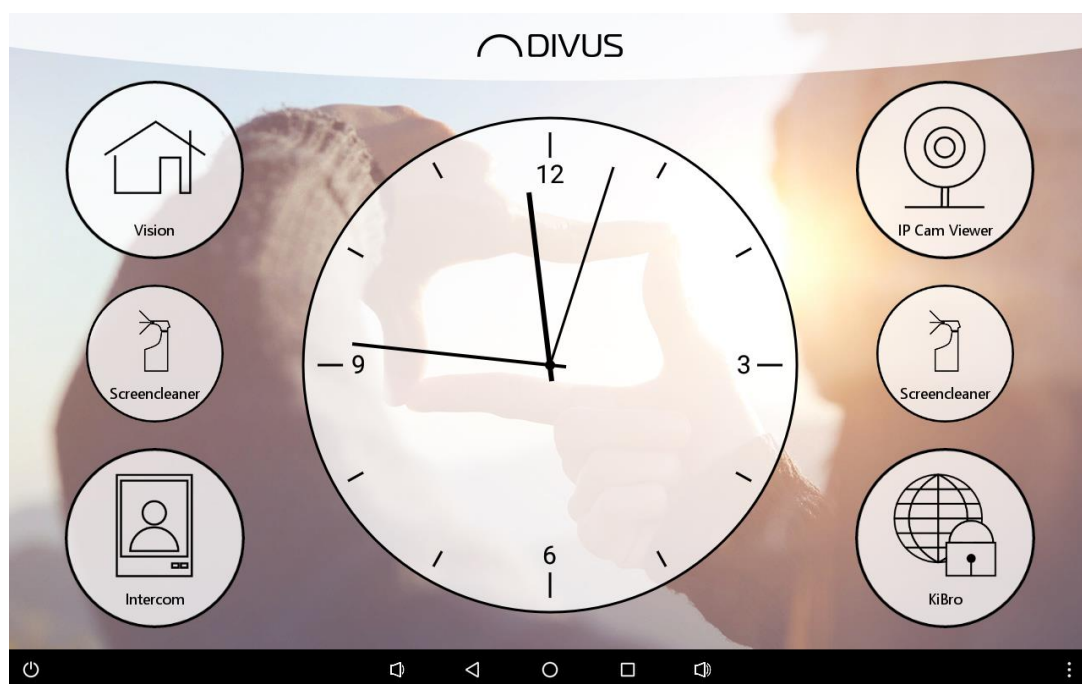 DIVUS
Vision
12
IP Cam Viewer
Screencleaner
9
3
Screencleaner
Intercom
6
KiBro